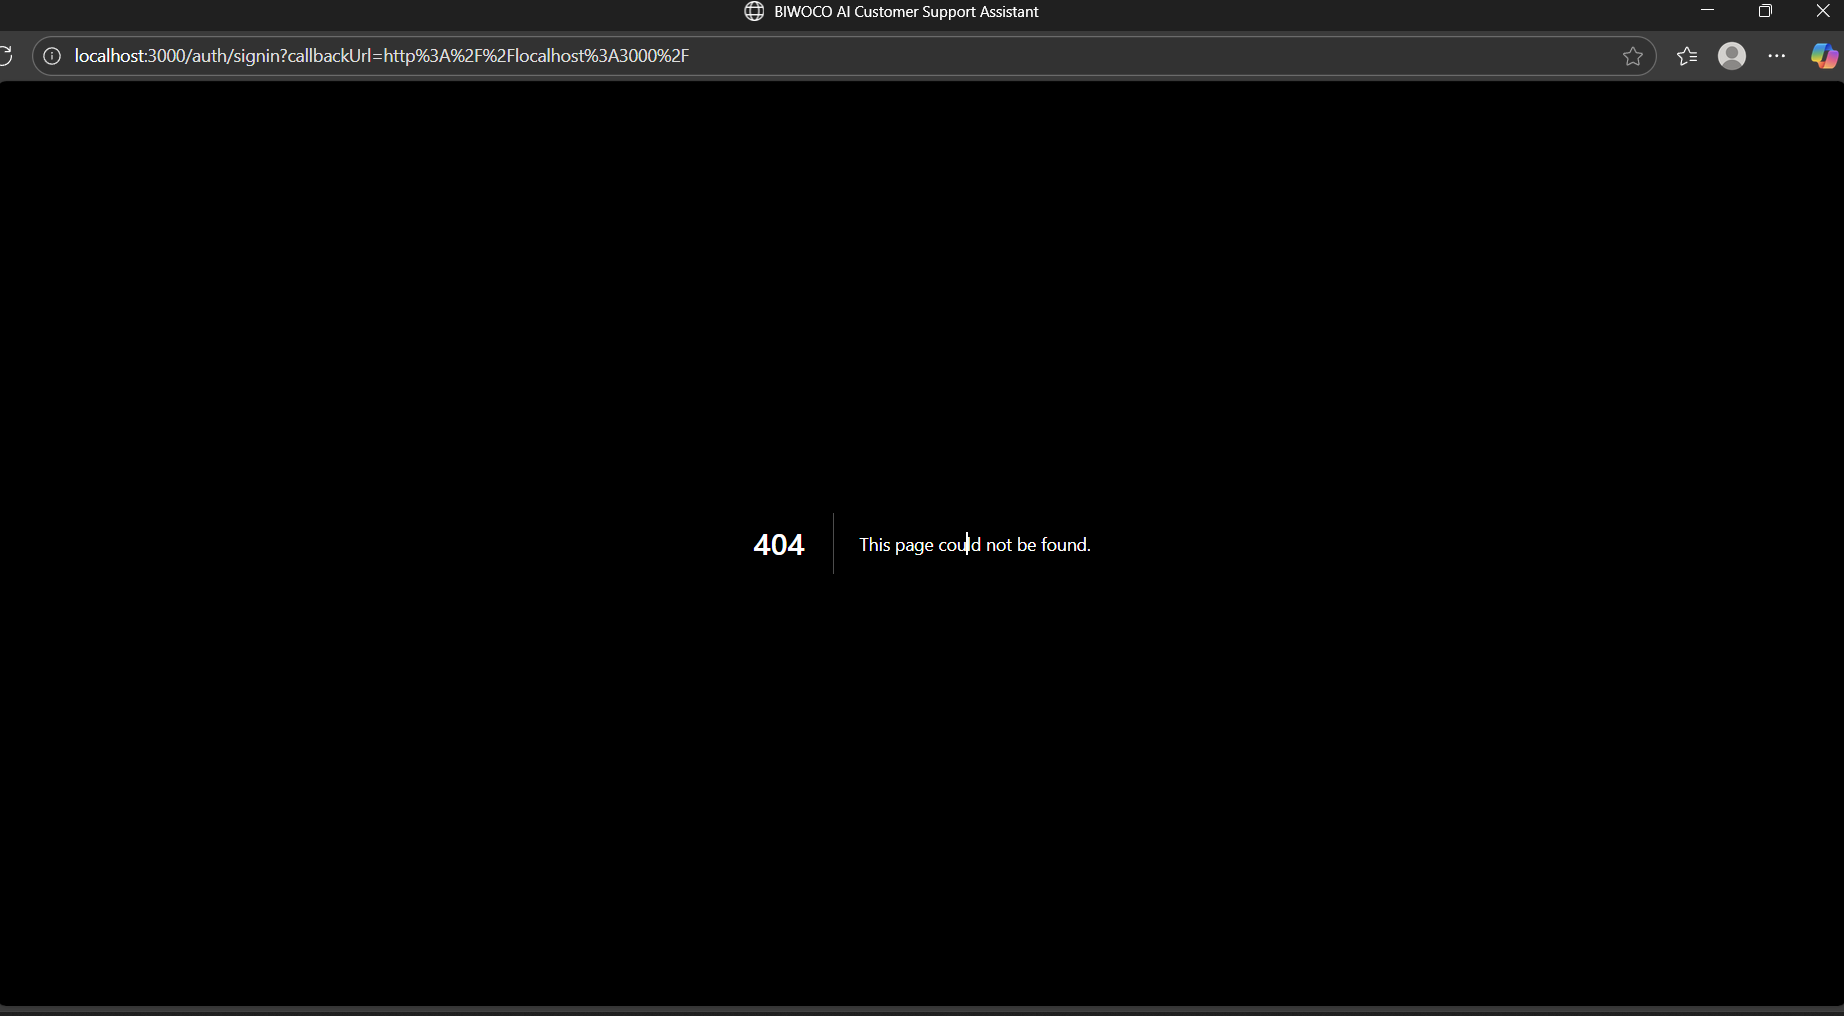 BIWOCO AI Customer Support Assistant
localhost:3000/auth/signin?callbackUrl=http%3A%2F%2Flocalhost%3A3000%2F
404
This page could not be found.